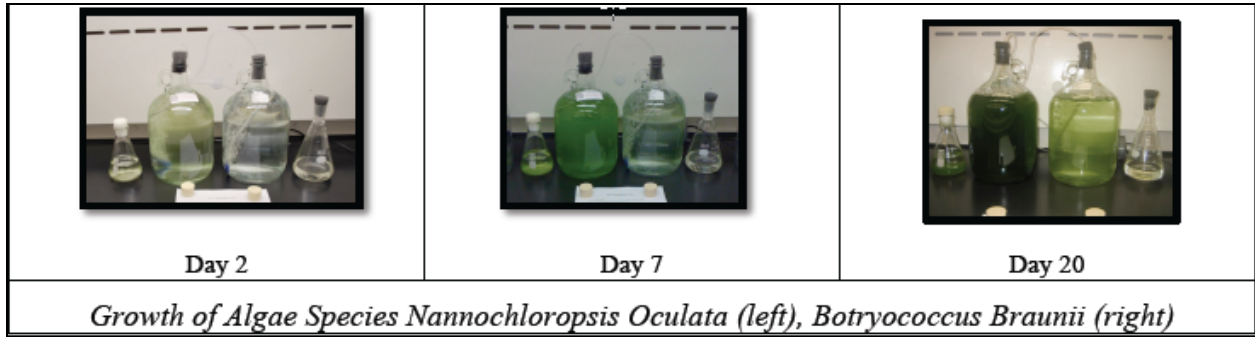 Day 2
Day 7
Day 20
Growth of Algae Species Nannochloropsis Oculata (left), Botryococcus Braunii (right)